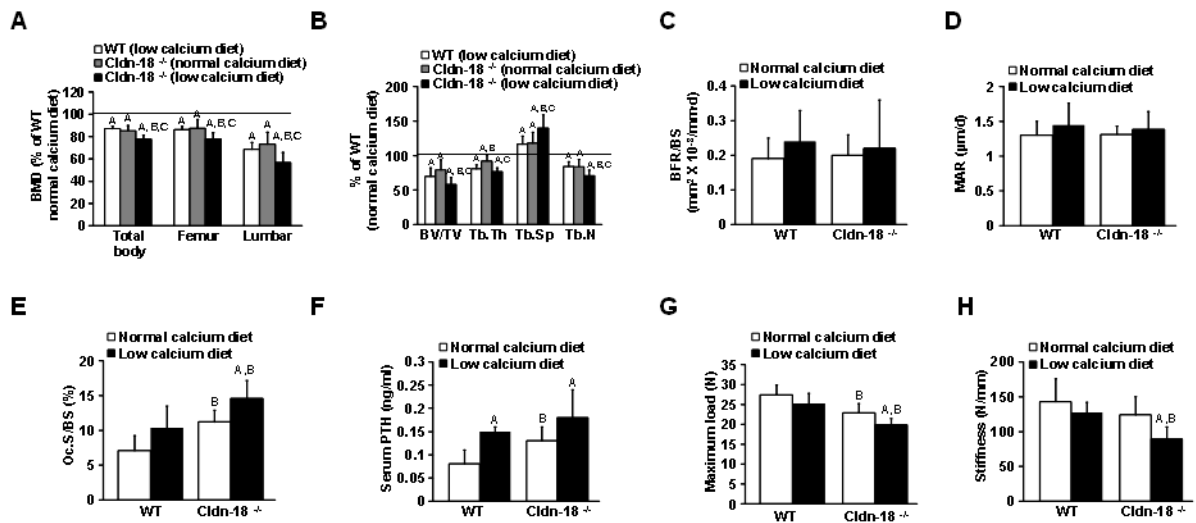 A
WT (low calcium diet)
Cldn-18 -/- (normal calcium diet)
Cldn-18 -/- (low calcium diet)
BMD (% of WT
normal calcium diet)
120
100
80
60
40
20
0
A A A, B,C
A A A,B,C
A A A,B,C
Total
body
Femur
Lumbar
B
WT (low calcium diet)
Cldn-18 -/- (normal calcium diet)
Cldn-18 -/- (low calcium diet)
% of WT
(normal calcium diet)
200
150
100
50
0
A A A, B,C
A A,B A,C
A A A,B,C
A A A,B,C
BV/TV Tb.Th Tb.Sp Tb.N
C
Normal calcium diet
Low calcium diet
BFR/BS
0.4
0.3
0.2
0.1
0
WT
Cldn-18 -/-
D
Normal calcium diet
Low calcium diet
MAR (µm/d)
2
1.5
1
0.5
0
WT
Cldn-18 -/-
E
Normal calcium diet
Low calcium diet
Oc.S/BS (%)
20
15
10
5
0
B
A,B
WT
Cldn-18 -/-
F
Normal calcium diet
Low calcium diet
Serum PTH (ng/ml)
0.3
0.25
0.2
0.15
0.1
0.05
0
A
B
A
WT
Cldn-18 -/-
G
Normal calcium diet
Low calcium diet
Maximum load (N)
35
30
25
20
15
10
5
0
B
A,B
WT
Cldn-18 -/-
H
Normal calcium diet
Low calcium diet
Stiffness (N/mm)
200
150
100
50
0
A,B
WT
Cldn-18 -/-